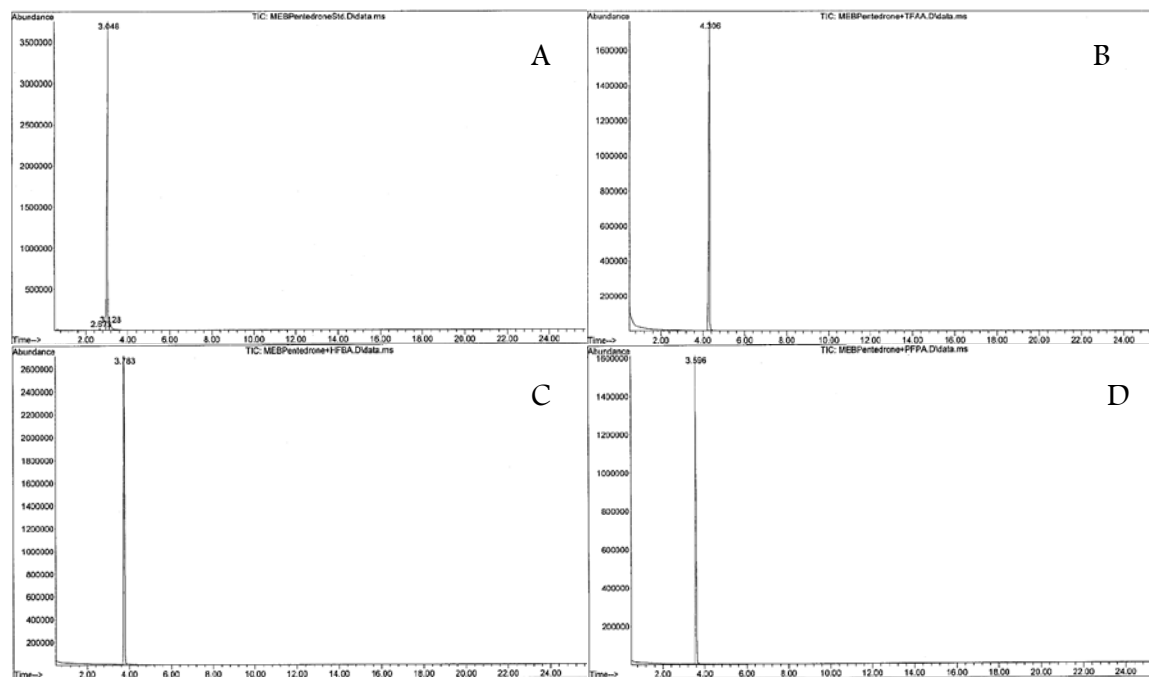 Abundance
TIC: MEBPentedroneStd.D\data.ms
3.046
A
3500000
3000000
2500000
2000000
1500000
1000000
500000
3.128
Time-->
2.00 4.00 6.00 8.00 10.00 12.00 14.00 16.00 18.00 20.00 22.00 24.00
Abundance
TIC: MEBPentedrone+TFAA.D\data.ms
4.306
B
1600000
1400000
1200000
1000000
800000
600000
400000
200000
Time-->
2.00 4.00 6.00 8.00 10.00 12.00 14.00 16.00 18.00 20.00 22.00 24.00
Abundance
TIC: MEBPentedrone+HFBA.D\data.ms
3.783
C
2600000
2400000
2200000
2000000
1800000
1600000
1400000
1200000
1000000
800000
600000
400000
200000
Time-->
2.00 4.00 6.00 8.00 10.00 12.00 14.00 16.00 18.00 20.00 22.00 24.00
Abundance
TIC: MEBPentedrone+PFPA.D\data.ms
3.596
D
1600000
1400000
1200000
1000000
800000
600000
400000
200000
Time-->
2.00 4.00 6.00 8.00 10.00 12.00 14.00 16.00 18.00 20.00 22.00 24.00